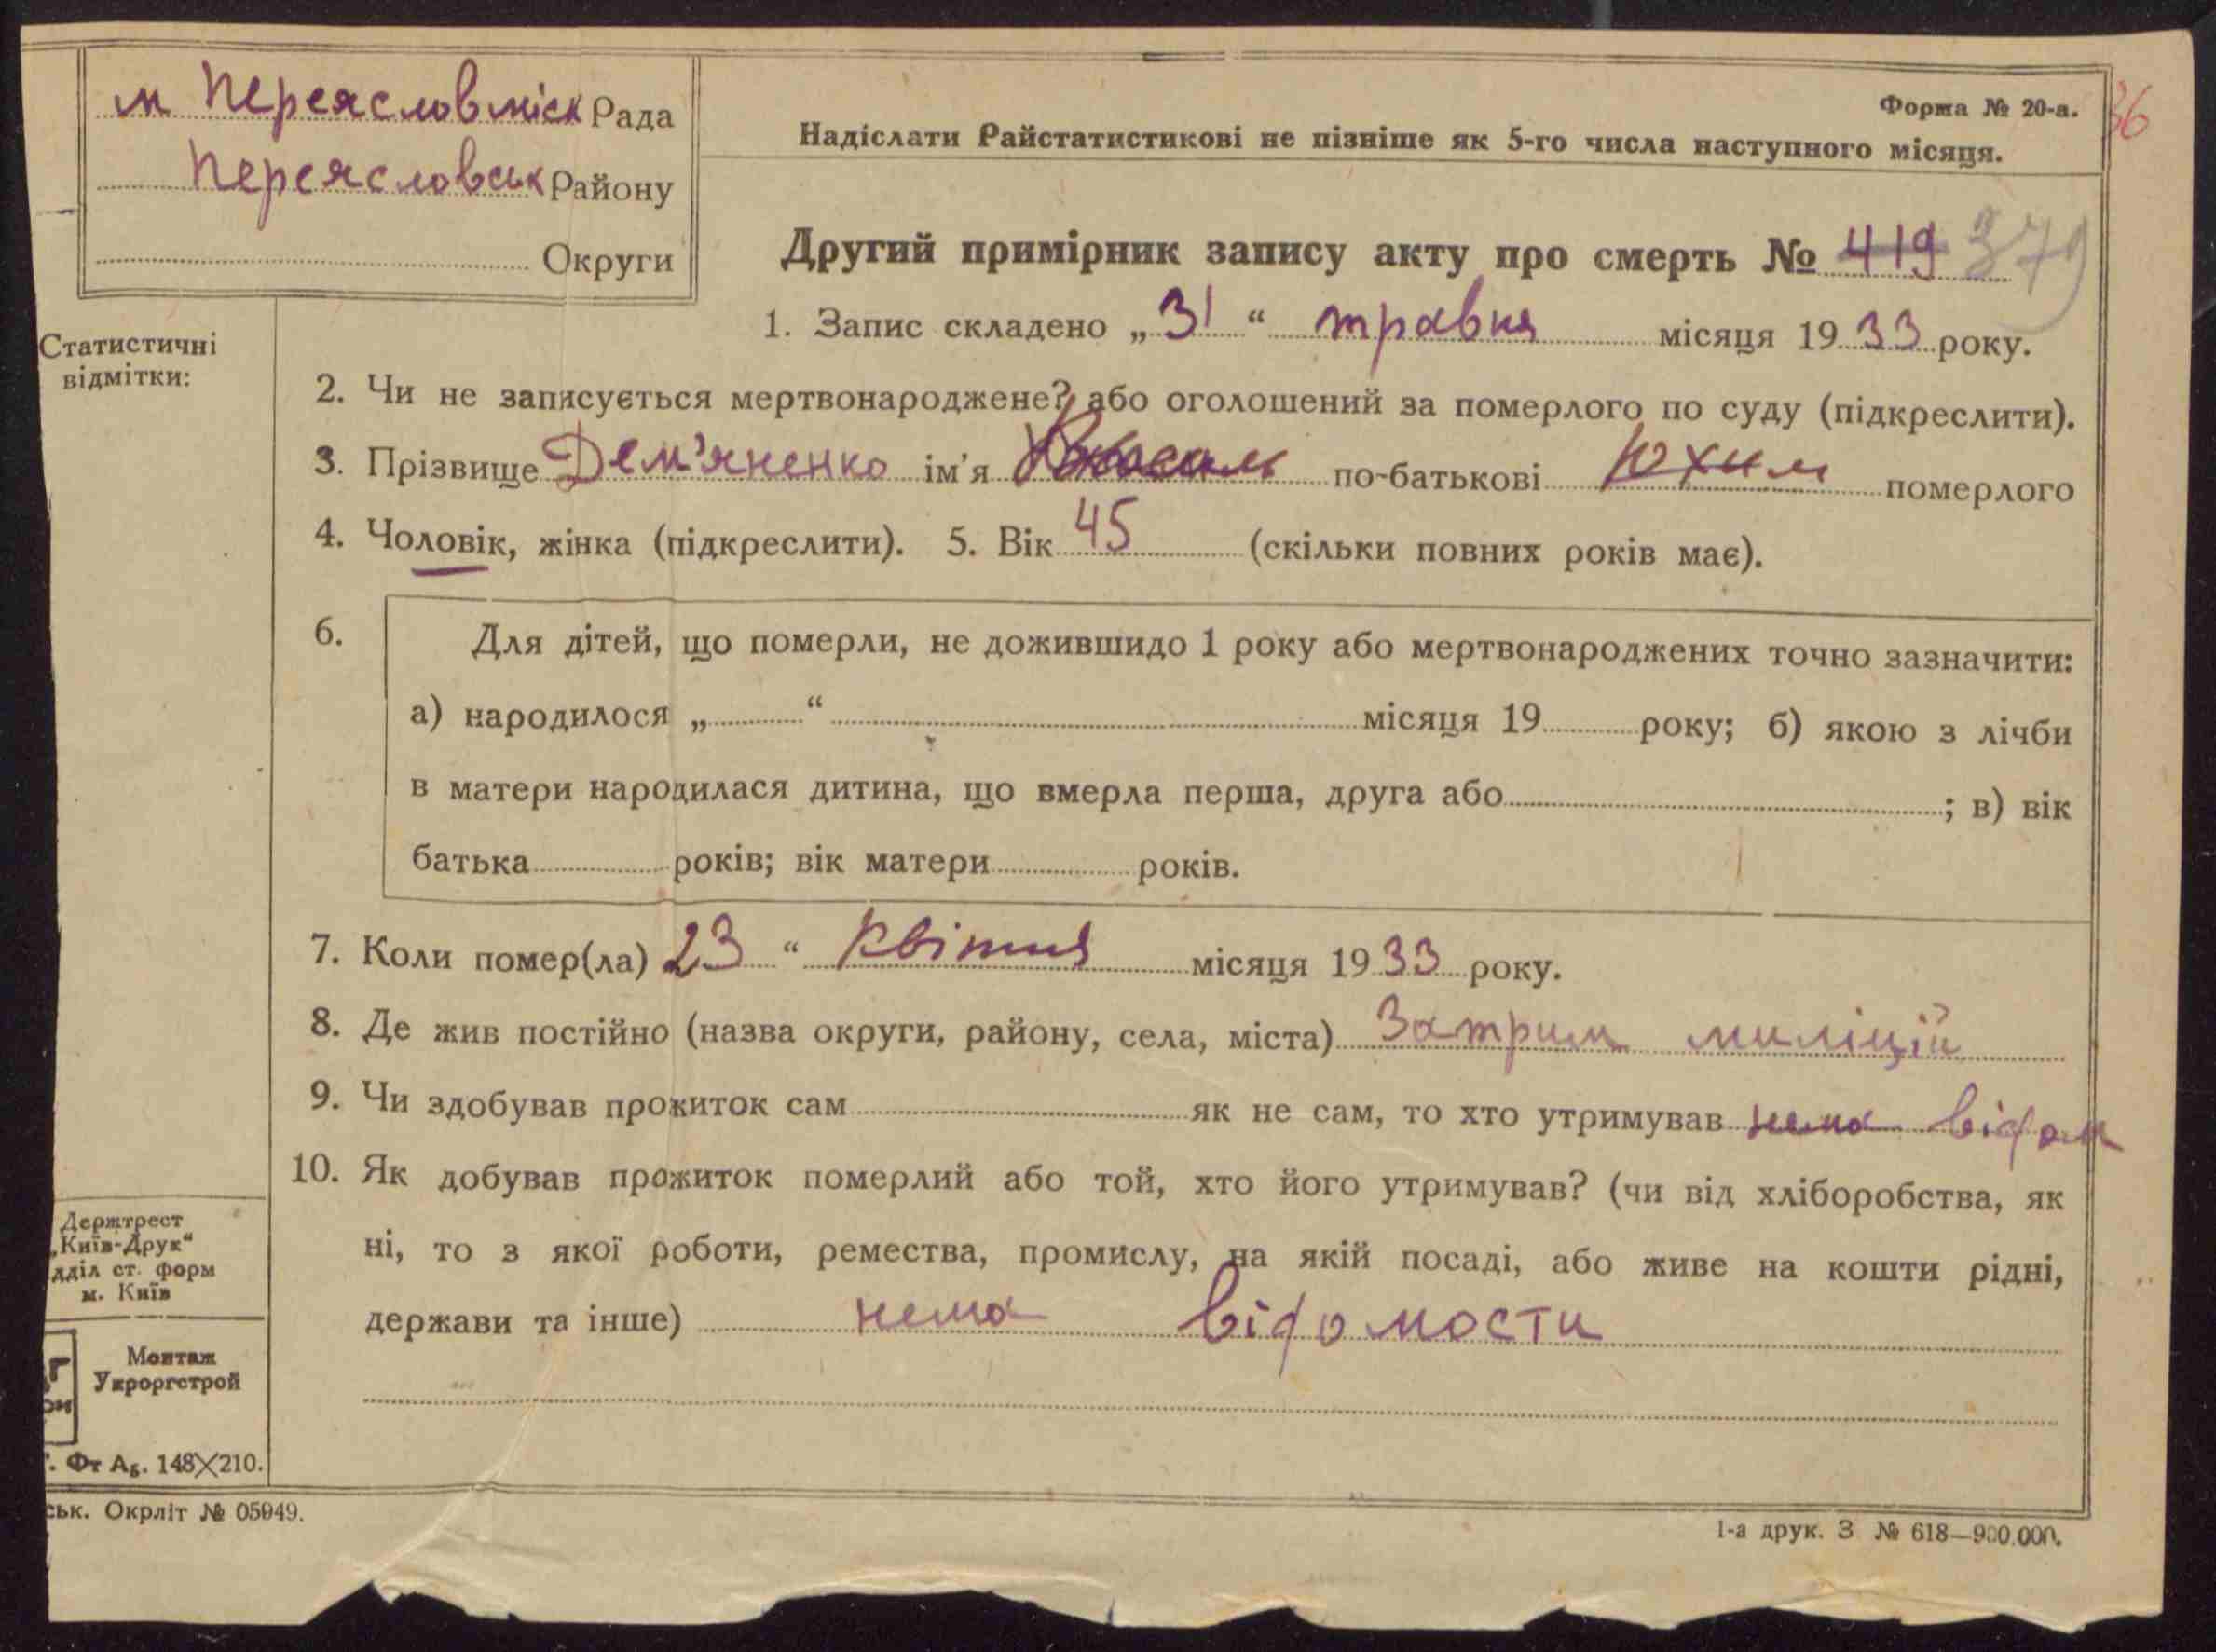 м Переясловміськ Рада
Переясловськ Району
Округи
36
Форма № 20-а.
Надіслати Райстатистикові не пізніше як 5-го числа наступного місяця.
Другий примірник запису акту про смерть № 419 379
1. Запис складено „31“ травня місяця 1933 року.
Статистичні
відмітки:
2. Чи не записується мертвонароджене? або оголошений за померлого по суду (підкреслити).
3. Прізвище Дем'яненко ім'я по-батькові Юхим померлого
4. Чоловік, жінка (підкреслити). 5. Вік 45 (скільки повних років має).
6. Для дітей, що померли, не дожившидо 1 року або мертвонароджених точно зазначити:
а) народилося „ “ місяця 19 року; б) якою з лічби
в матери народилася дитина, що вмерла перша, друга або ; в) вік
батька років; вік матери років.
7. Коли помер(ла) 23 “ квітня місяця 1933 року.
8. Де жив постійно (назва округи, району, села, міста) Затрим миліцій
9. Чи здобував прожиток сам як не сам, то хто утримував нема відом
10. Як добував прожиток померлий або той, хто його утримував? (чи від хліборобства, як
ні, то з якої роботи, ремества, промислу, на якій посаді, або живе на кошти рідні,
держави та інше) нема відомости
Держтрест
„Київ-Друк“
дділ ст. форм
м. Київ
Монтаж
Укроргстрой
. Фт А5. 148×210.
ськ. Окрліт № 05949.
1-а друк. З № 618—900.000.